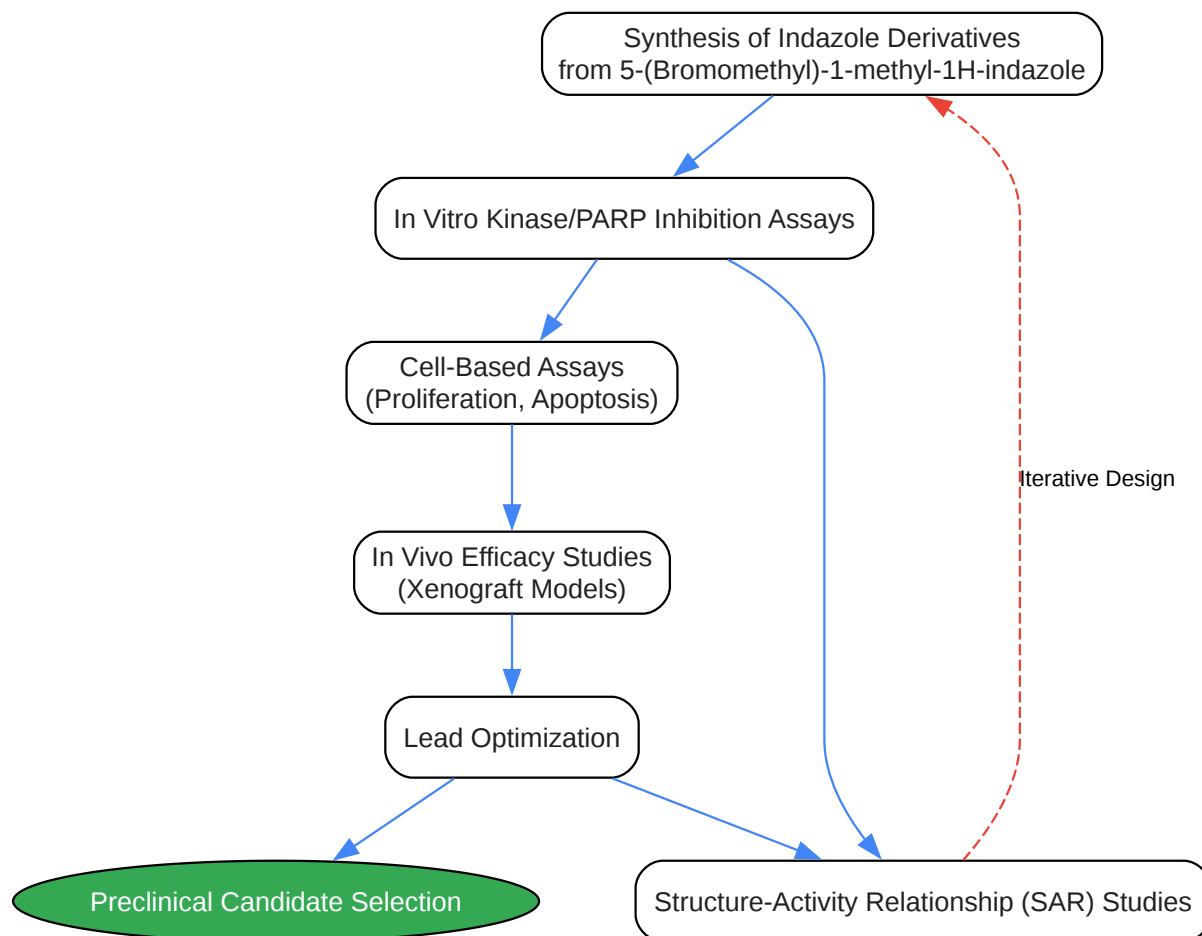 Synthesis of Indazole Derivatives
from 5-(Bromomethyl)-1-methyl-1H-indazole
In Vitro Kinase/PARP Inhibition Assays
Cell-Based Assays
(Proliferation, Apoptosis)
Iterative Design
In Vivo Efficacy Studies
(Xenograft Models)
Lead Optimization
Preclinical Candidate Selection
Structure-Activity Relationship (SAR) Studies